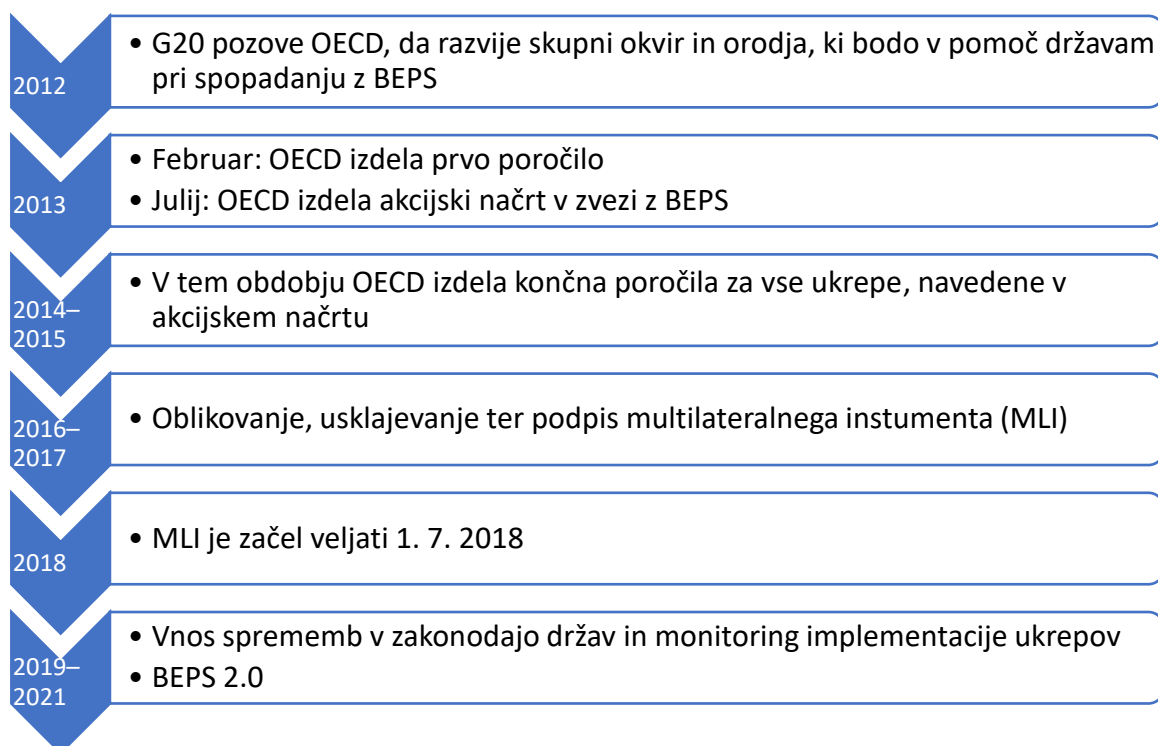 2012
• G20 pozove OECD, da razvije skupni okvir in orodja, ki bodo v pomoč državam
pri spopadanju z BEPS
2013
• Februar: OECD izdela prvo poročilo
• Julij: OECD izdela akcijski načrt v zvezi z BEPS
2014–
2015
• V tem obdobju OECD izdela končna poročila za vse ukrepe, navedene v
akcijskem načrtu
2016–
2017
• Oblikovanje, usklajevanje ter podpis multilateralnega instumenta (MLI)
2018
• MLI je začel veljati 1. 7. 2018
2019–
2021
• Vnos sprememb v zakonodajo držav in monitoring implementacije ukrepov
• BEPS 2.0